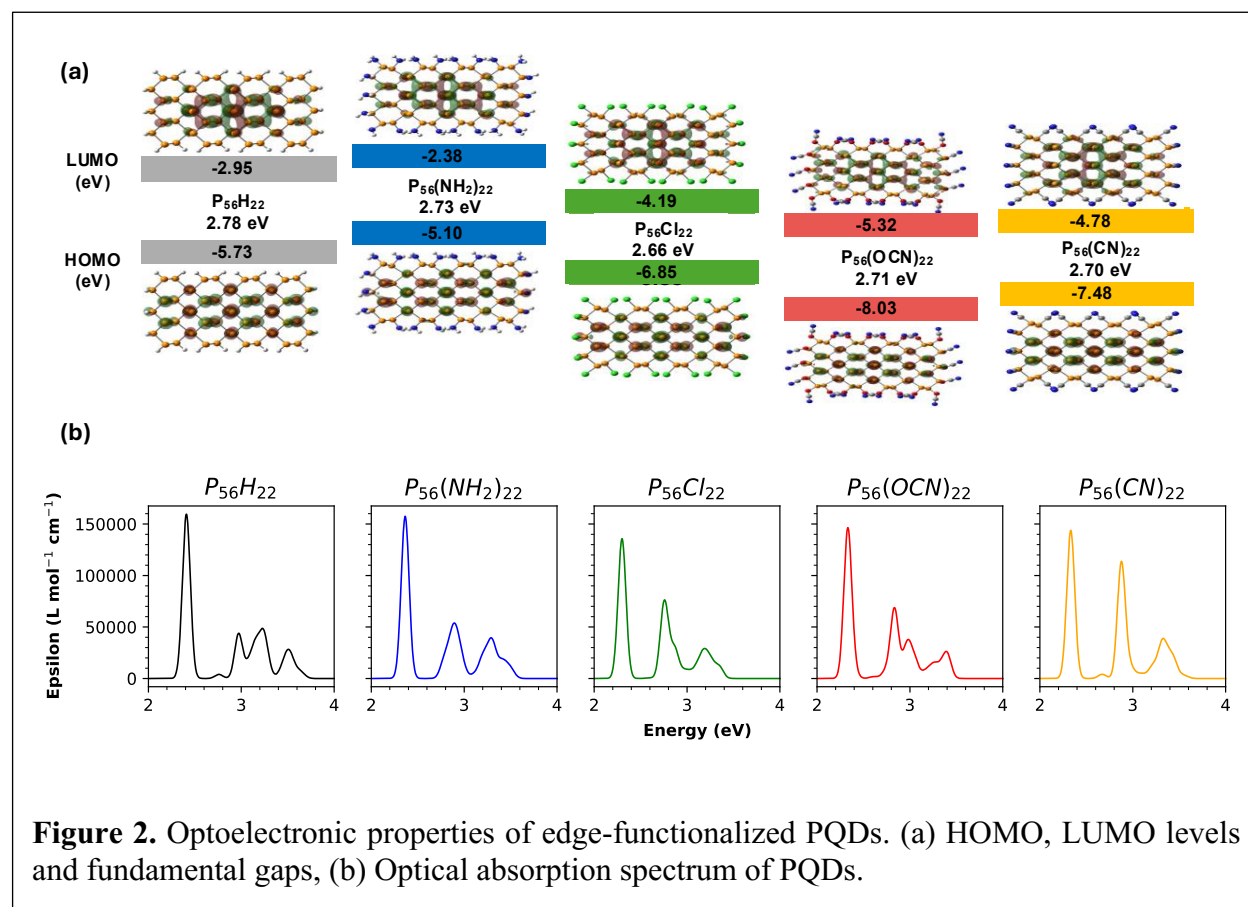 (a)
LUMO
(eV)
-2.95
-2.38
-4.19
-5.32
-4.78
P₅₆H₂₂
2.78 eV
P₅₆(NH₂)₂₂
2.73 eV
P₅₆Cl₂₂
2.66 eV
P₅₆(OCN)₂₂
2.71 eV
P₅₆(CN)₂₂
2.70 eV
HOMO
(eV)
-5.73
-5.10
-6.85
-8.03
-7.48
(b)
P₅₆H₂₂
P₅₆(NH₂)₂₂
P₅₆Cl₂₂
P₅₆(OCN)₂₂
P₅₆(CN)₂₂
Epsilon (L mol⁻¹ cm⁻¹)
150000
100000
50000
0
2 3 4
2 3 4
2 3 4
2 3 4
2 3 4
Energy (eV)
Figure 2. Optoelectronic properties of edge-functionalized PQDs. (a) HOMO, LUMO levels
and fundamental gaps, (b) Optical absorption spectrum of PQDs.